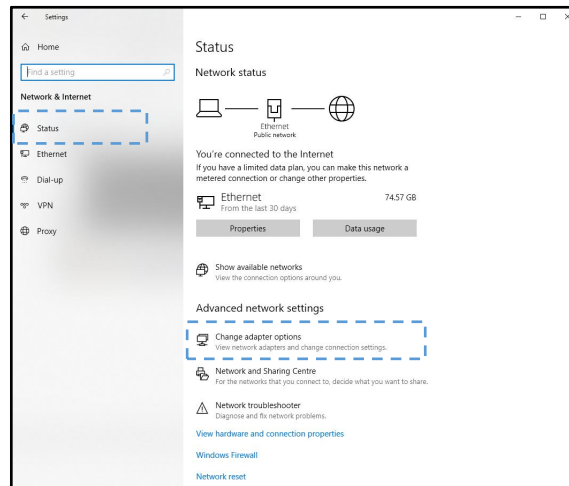 Settings
Home
Find a setting
Network & Internet
Status
Ethernet
Dial-up
VPN
Proxy
Status
Network status
Ethernet
Public network
You're connected to the Internet
If you have a limited data plan, you can make this network a
metered connection or change other properties.
Ethernet
From the last 30 days
74.57 GB
Properties
Data usage
Show available networks
View the connection options around you.
Advanced network settings
Change adapter options
View network adapters and change connection settings.
Network and Sharing Centre
For the networks that you connect to, decide what you want to share.
Network troubleshooter
Diagnose and fix network problems.
View hardware and connection properties
Windows Firewall
Network reset